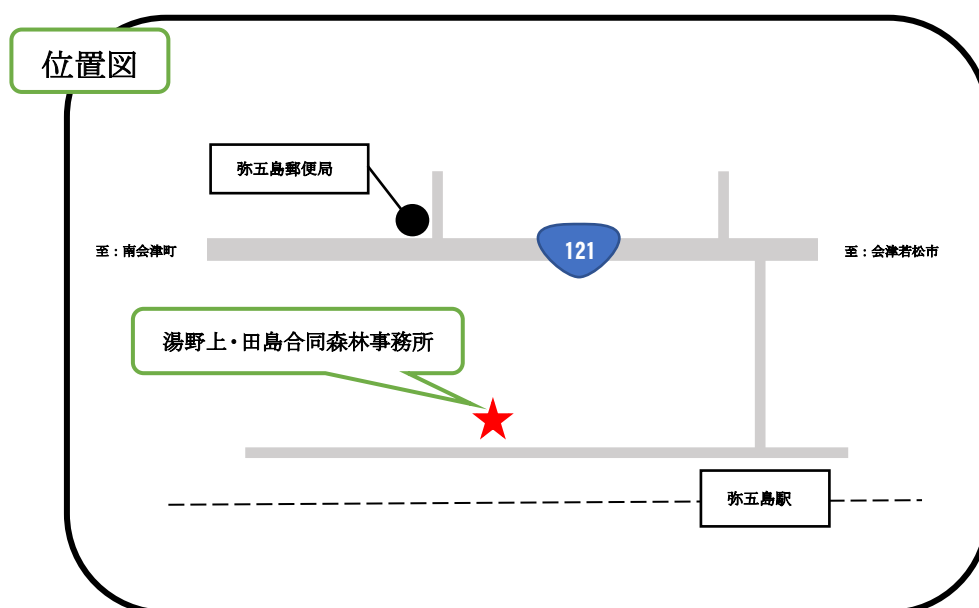 位置図
弥五島郵便局
至：南会津町
121
至：会津若松市
湯野上・田島合同森林事務所
弥五島駅